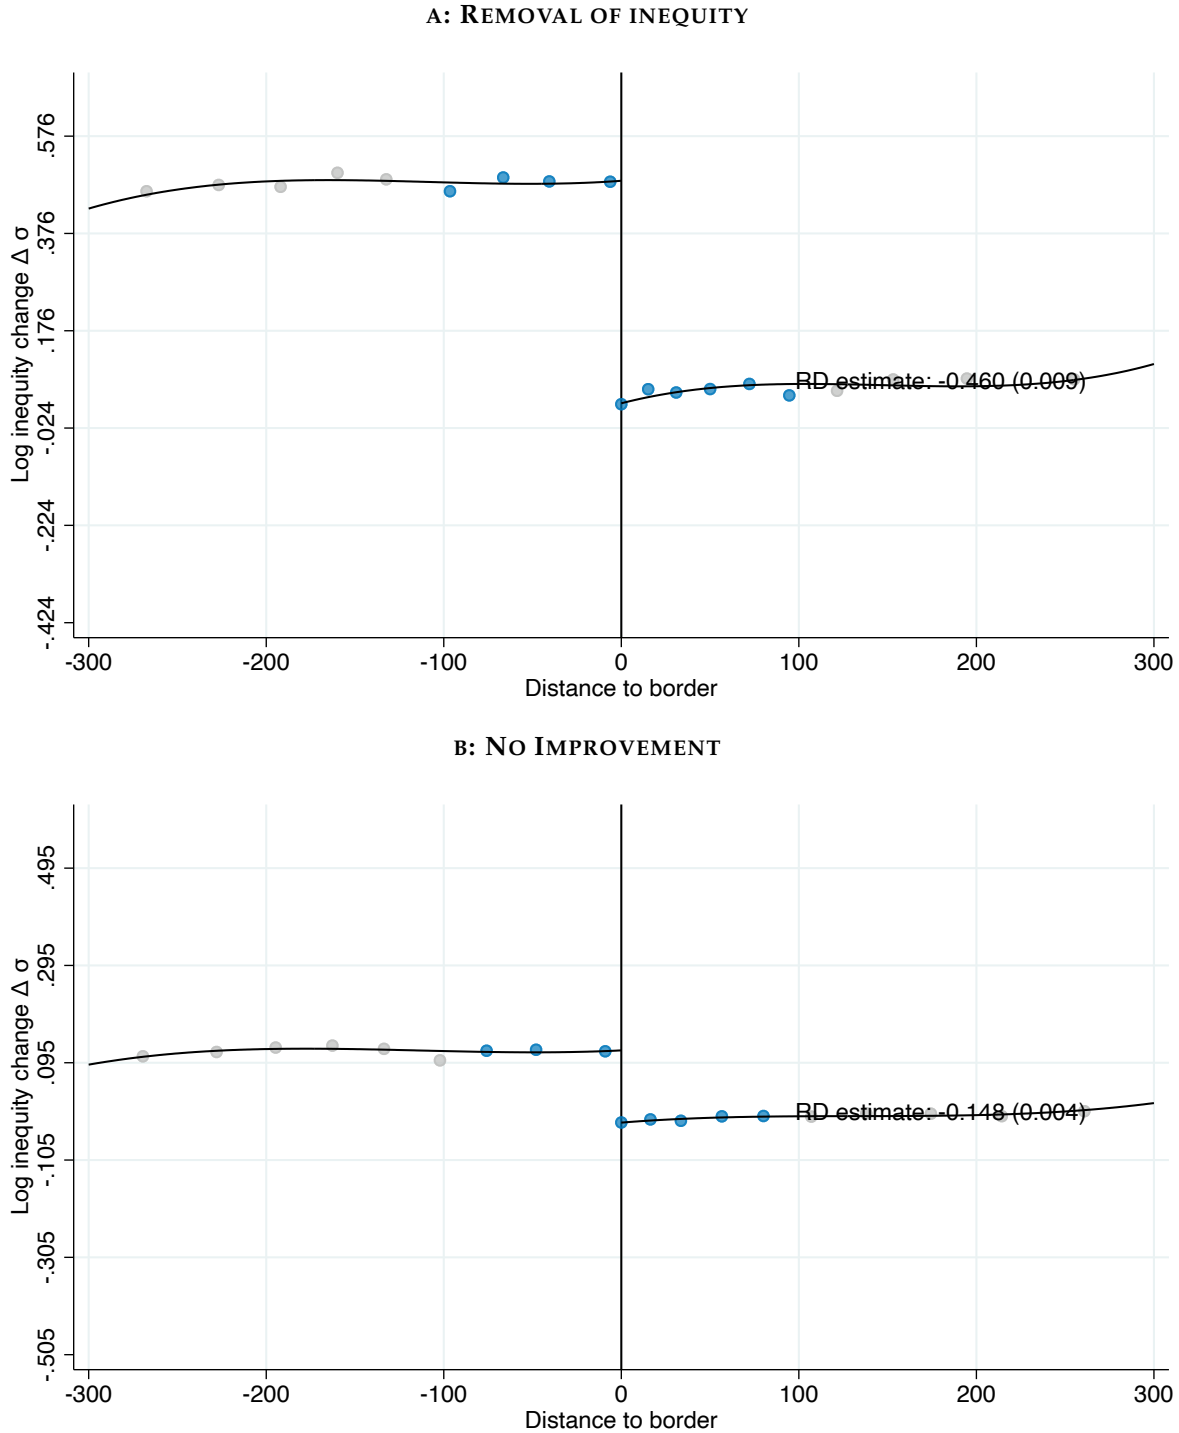 A: REMOVAL OF INEQUITY
Log inequity change Δ σ
.576
.376
.176
-.024
-.224
-.424
RD estimate: -0.460 (0.009)
-300 -200 -100 0 100 200 300
Distance to border
B: NO IMPROVEMENT
Log inequity change Δ σ
.495
.295
.095
-.105
-.305
-.505
RD estimate: -0.148 (0.004)
-300 -200 -100 0 100 200 300
Distance to border